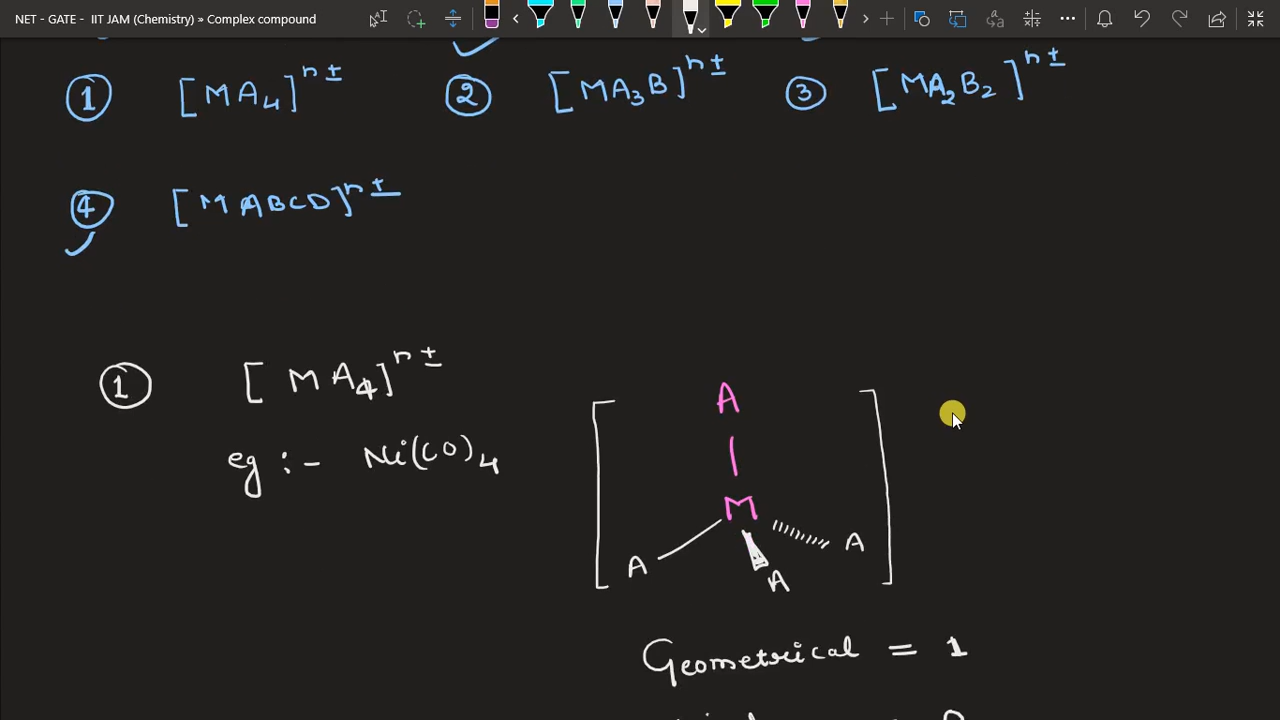 NET - GATE - IIT JAM (Chemistry) » Complex compound
① [MA₄]ⁿ± ② [MA₃B]ⁿ± ③ [MA₂B₂]ⁿ±
④ [MABCD]ⁿ±
① [MA₄]ⁿ±
eg :- Ni(CO)₄
A
M
A A
A
Geometrical = 1